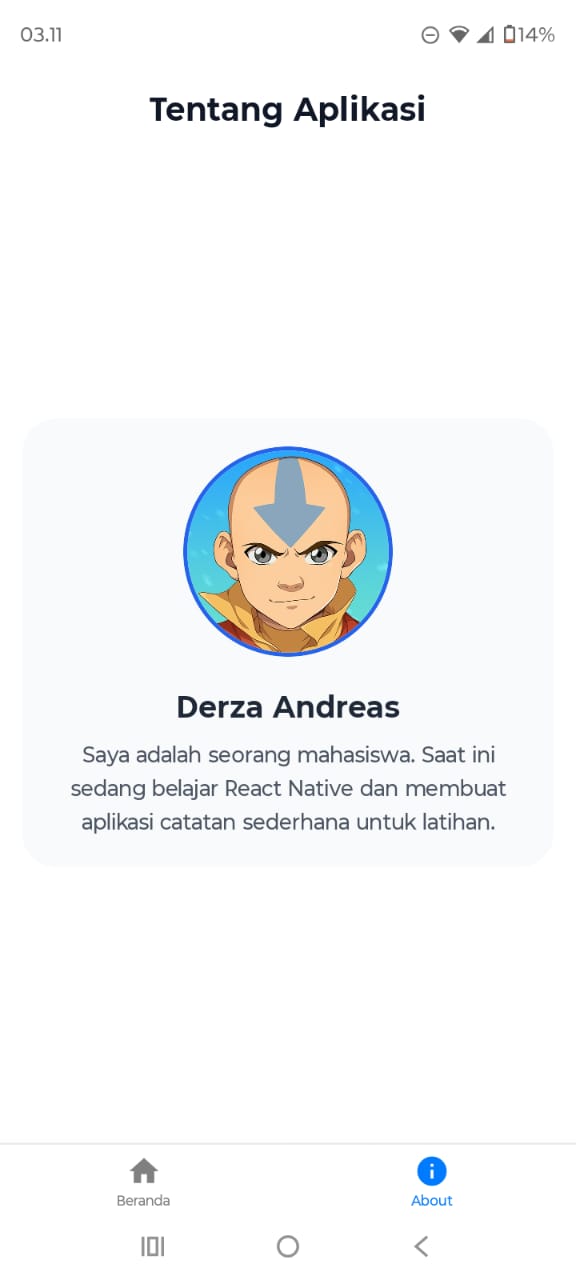 03.11
14%
Tentang Aplikasi
Derza Andreas
Saya adalah seorang mahasiswa. Saat ini
sedang belajar React Native dan membuat
aplikasi catatan sederhana untuk latihan.
Beranda
About